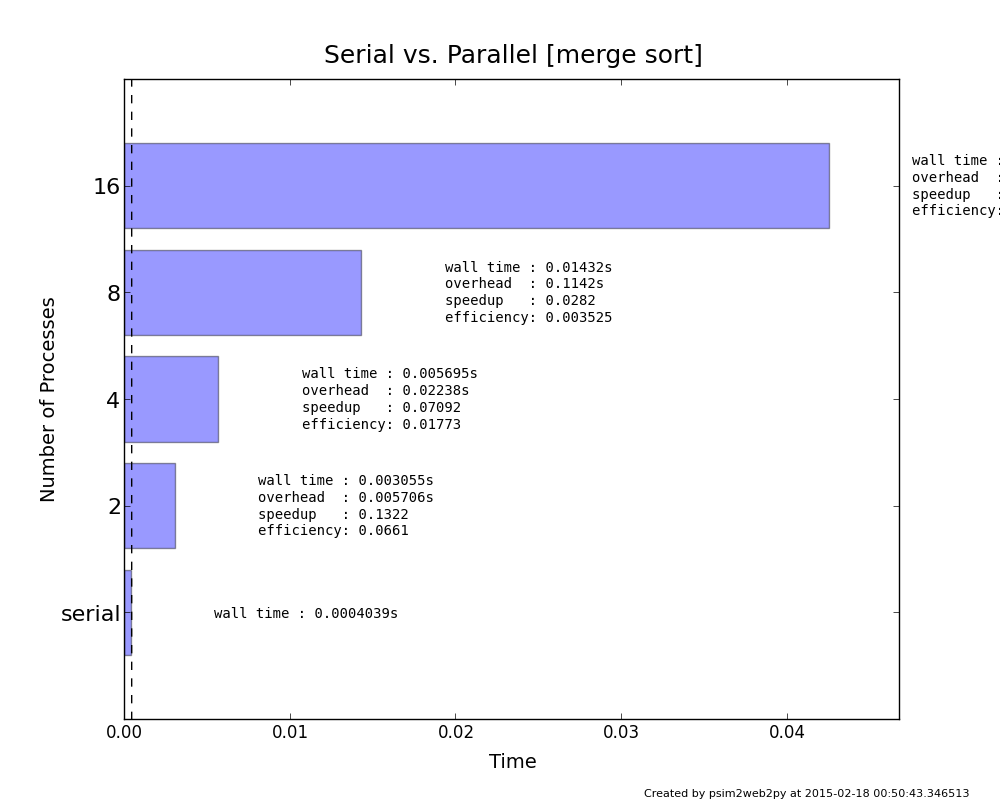 Serial vs. Parallel [merge sort]
16
wall time :
overhead  :
speedup   :
efficiency:
8
wall time : 0.01432s
overhead  : 0.1142s
speedup   : 0.0282
efficiency: 0.003525
4
wall time : 0.005695s
overhead  : 0.02238s
speedup   : 0.07092
efficiency: 0.01773
2
wall time : 0.003055s
overhead  : 0.005706s
speedup   : 0.1322
efficiency: 0.0661
serial
wall time : 0.0004039s
Number of Processes
0.00 0.01 0.02 0.03 0.04
Time
Created by psim2web2py at 2015-02-18 00:50:43.346513